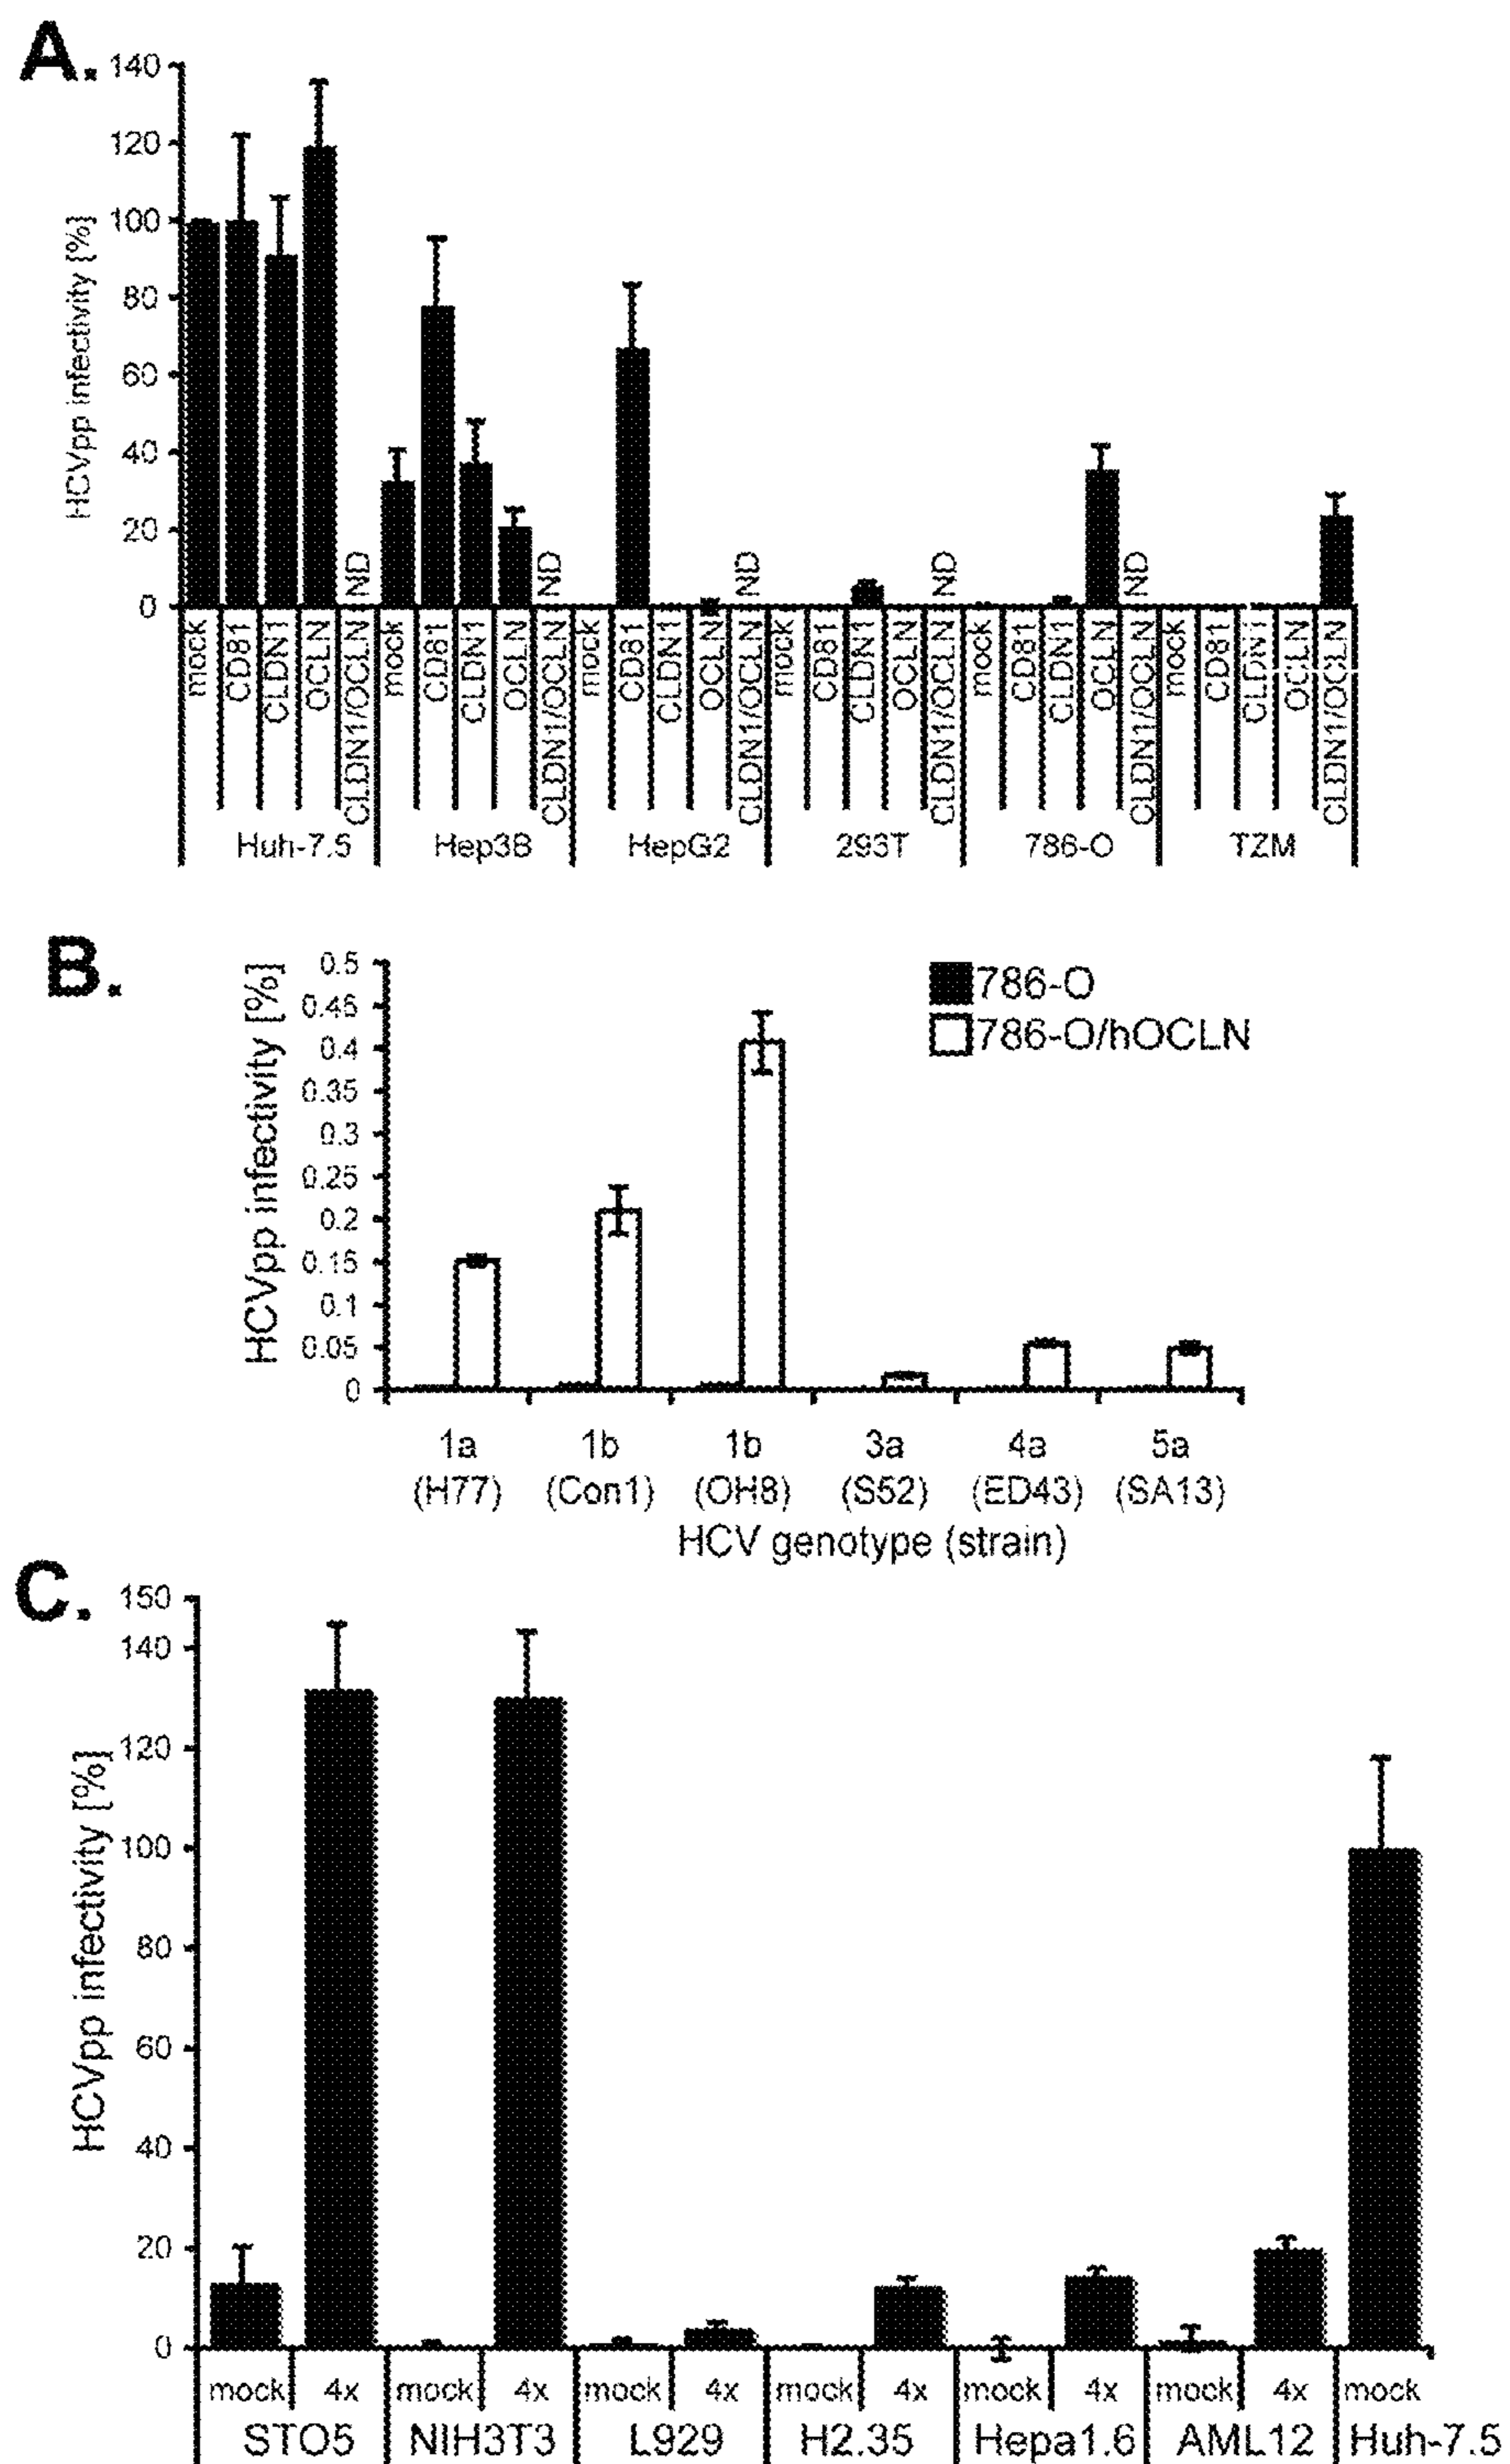 A.
HCVpp infectivity [%]
140
120
100
80
60
40
20
0
mock
CD81
CLDN1
OCLN
CLDN1/OCLN
ND
mock
CD81
CLDN1
OCLN
CLDN1/OCLN
ND
mock
CD81
CLDN1
OCLN
CLDN1/OCLN
ND
mock
CD81
CLDN1
OCLN
CLDN1/OCLN
ND
mock
CD81
CLDN1
OCLN
CLDN1/OCLN
ND
mock
CD81
CLDN1
OCLN
CLDN1/OCLN
Huh-7.5 Hep3B HepG2 293T 786-O TZM
B.
HCVpp infectivity [%]
0.5
0.45
0.4
0.35
0.3
0.25
0.2
0.15
0.1
0.05
0
786-O
786-O/hOCLN
1a 1b 1b 3a 4a 5a
(H77) (Con1) (OH8) (S52) (ED43) (SA13)
HCV genotype (strain)
C.
HCVpp infectivity [%]
150
140
120
100
80
60
40
20
0
mock 4x mock 4x mock 4x mock 4x mock 4x mock 4x mock
STO5 NIH3T3 L929 H2.35 Hepa1.6 AML12 Huh-7.5